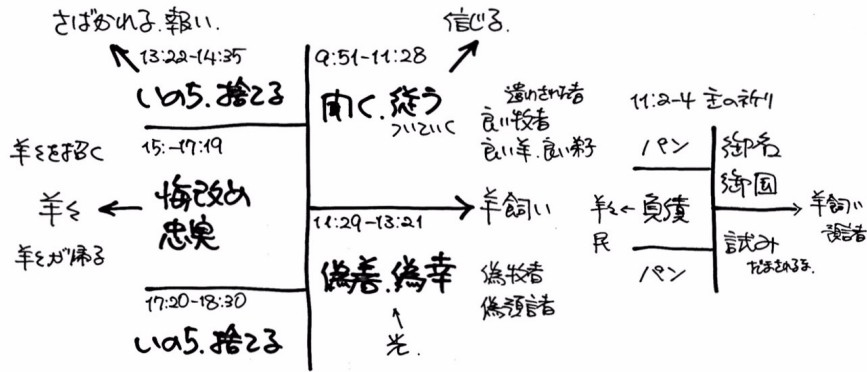 さばかれる.報い.
13:22-14:35
いのち.捨てる
羊を招く
15:-17:19
羊を
悔改め
忠実
羊をが帰る
17:20-18:30
いのち.捨てる
信じる.
9:51-11:28
聞く.従う
ついていく
遣わされた者
良い牧者
良い羊.良い弟子
羊飼い
11:29-13:21
偽善.偽幸
偽牧者
偽預言者
光.
11:2-4 主の祈り
パン
御名
御国
負債
民
羊飼い
預言者
試み
だまされるな.
パン